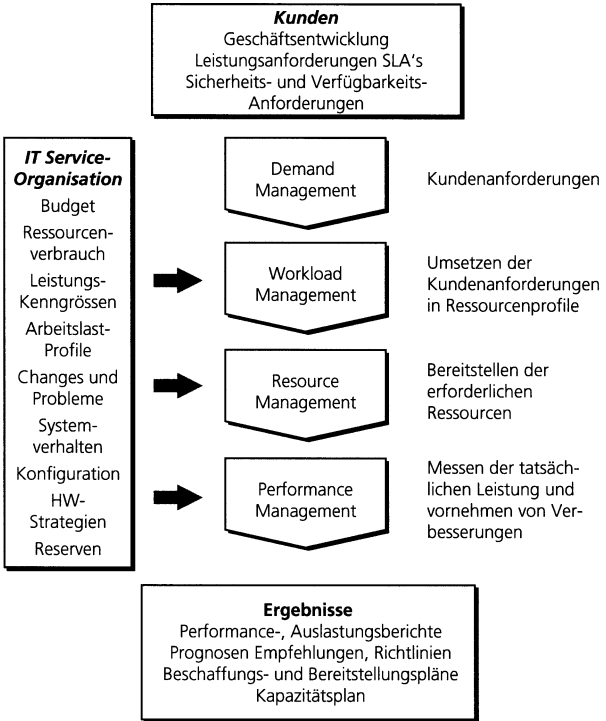 Kunden
Geschäftsentwicklung
Leistungsanforderungen SLA's
Sicherheits- und Verfügbarkeits-
Anforderungen
IT Service-
Organisation
Budget
Ressourcen-
verbrauch
Leistungs-
Kenngrössen
Arbeitslast-
Profile
Changes und
Probleme
System-
verhalten
Konfiguration
HW-
Strategien
Reserven
Demand
Management
Kundenanforderungen
Workload
Management
Umsetzen der
Kundenanforderungen
in Ressourcenprofile
Resource
Management
Bereitstellen der
erforderlichen
Ressourcen
Performance
Management
Messen der tatsäch-
lichen Leistung und
vornehmen von Ver-
besserungen
Ergebnisse
Performance-, Auslastungsberichte
Prognosen Empfehlungen, Richtlinien
Beschaffungs- und Bereitstellungspläne
Kapazitätsplan